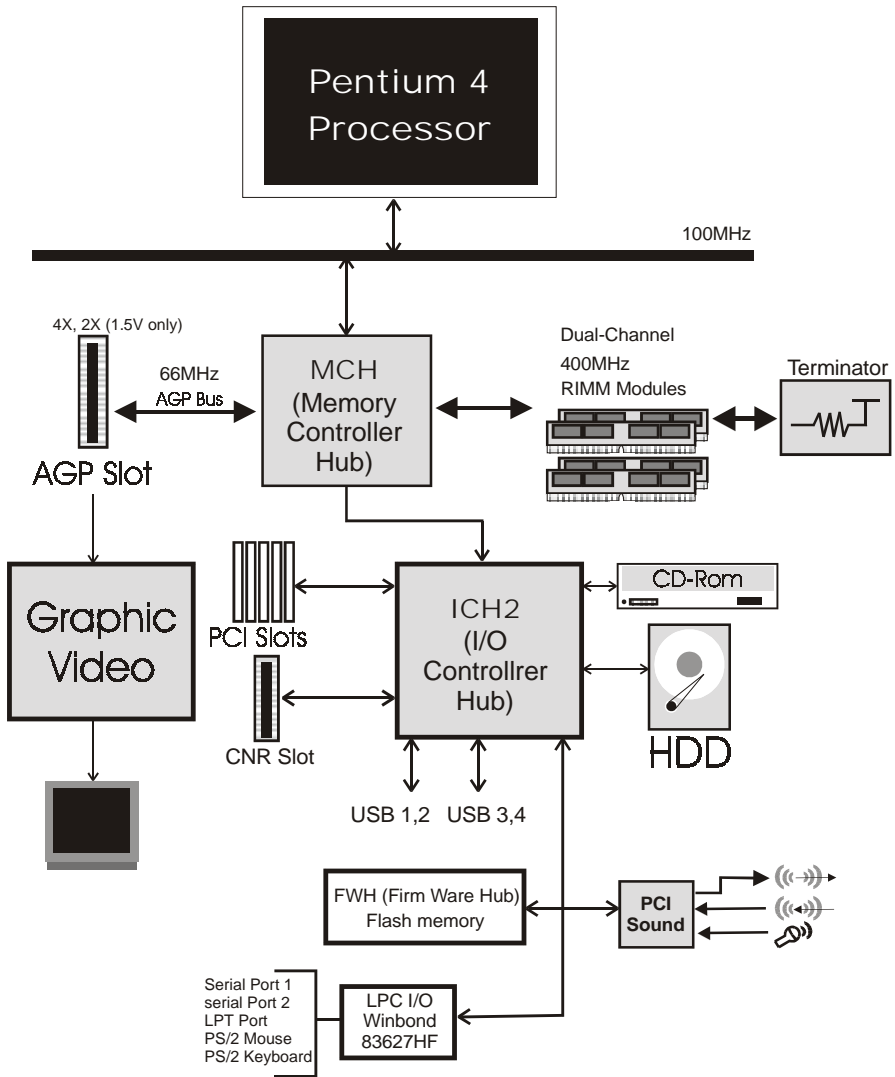 Pentium 4
Processor
100MHz
4X, 2X (1.5V only)
66MHz
AGP Bus
AGP Slot
MCH
(Memory
Controller
Hub)
Dual-Channel
400MHz
RIMM Modules
Terminator
Graphic
Video
PCI Slots
CNR Slot
ICH2
(I/O
Controllrer
Hub)
CD-Rom
HDD
USB 1,2
USB 3,4
FWH (Firm Ware Hub)
Flash memory
PCI
Sound
Serial Port 1
serial Port 2
LPT Port
PS/2 Mouse
PS/2 Keyboard
LPC I/O
Winbond
83627HF